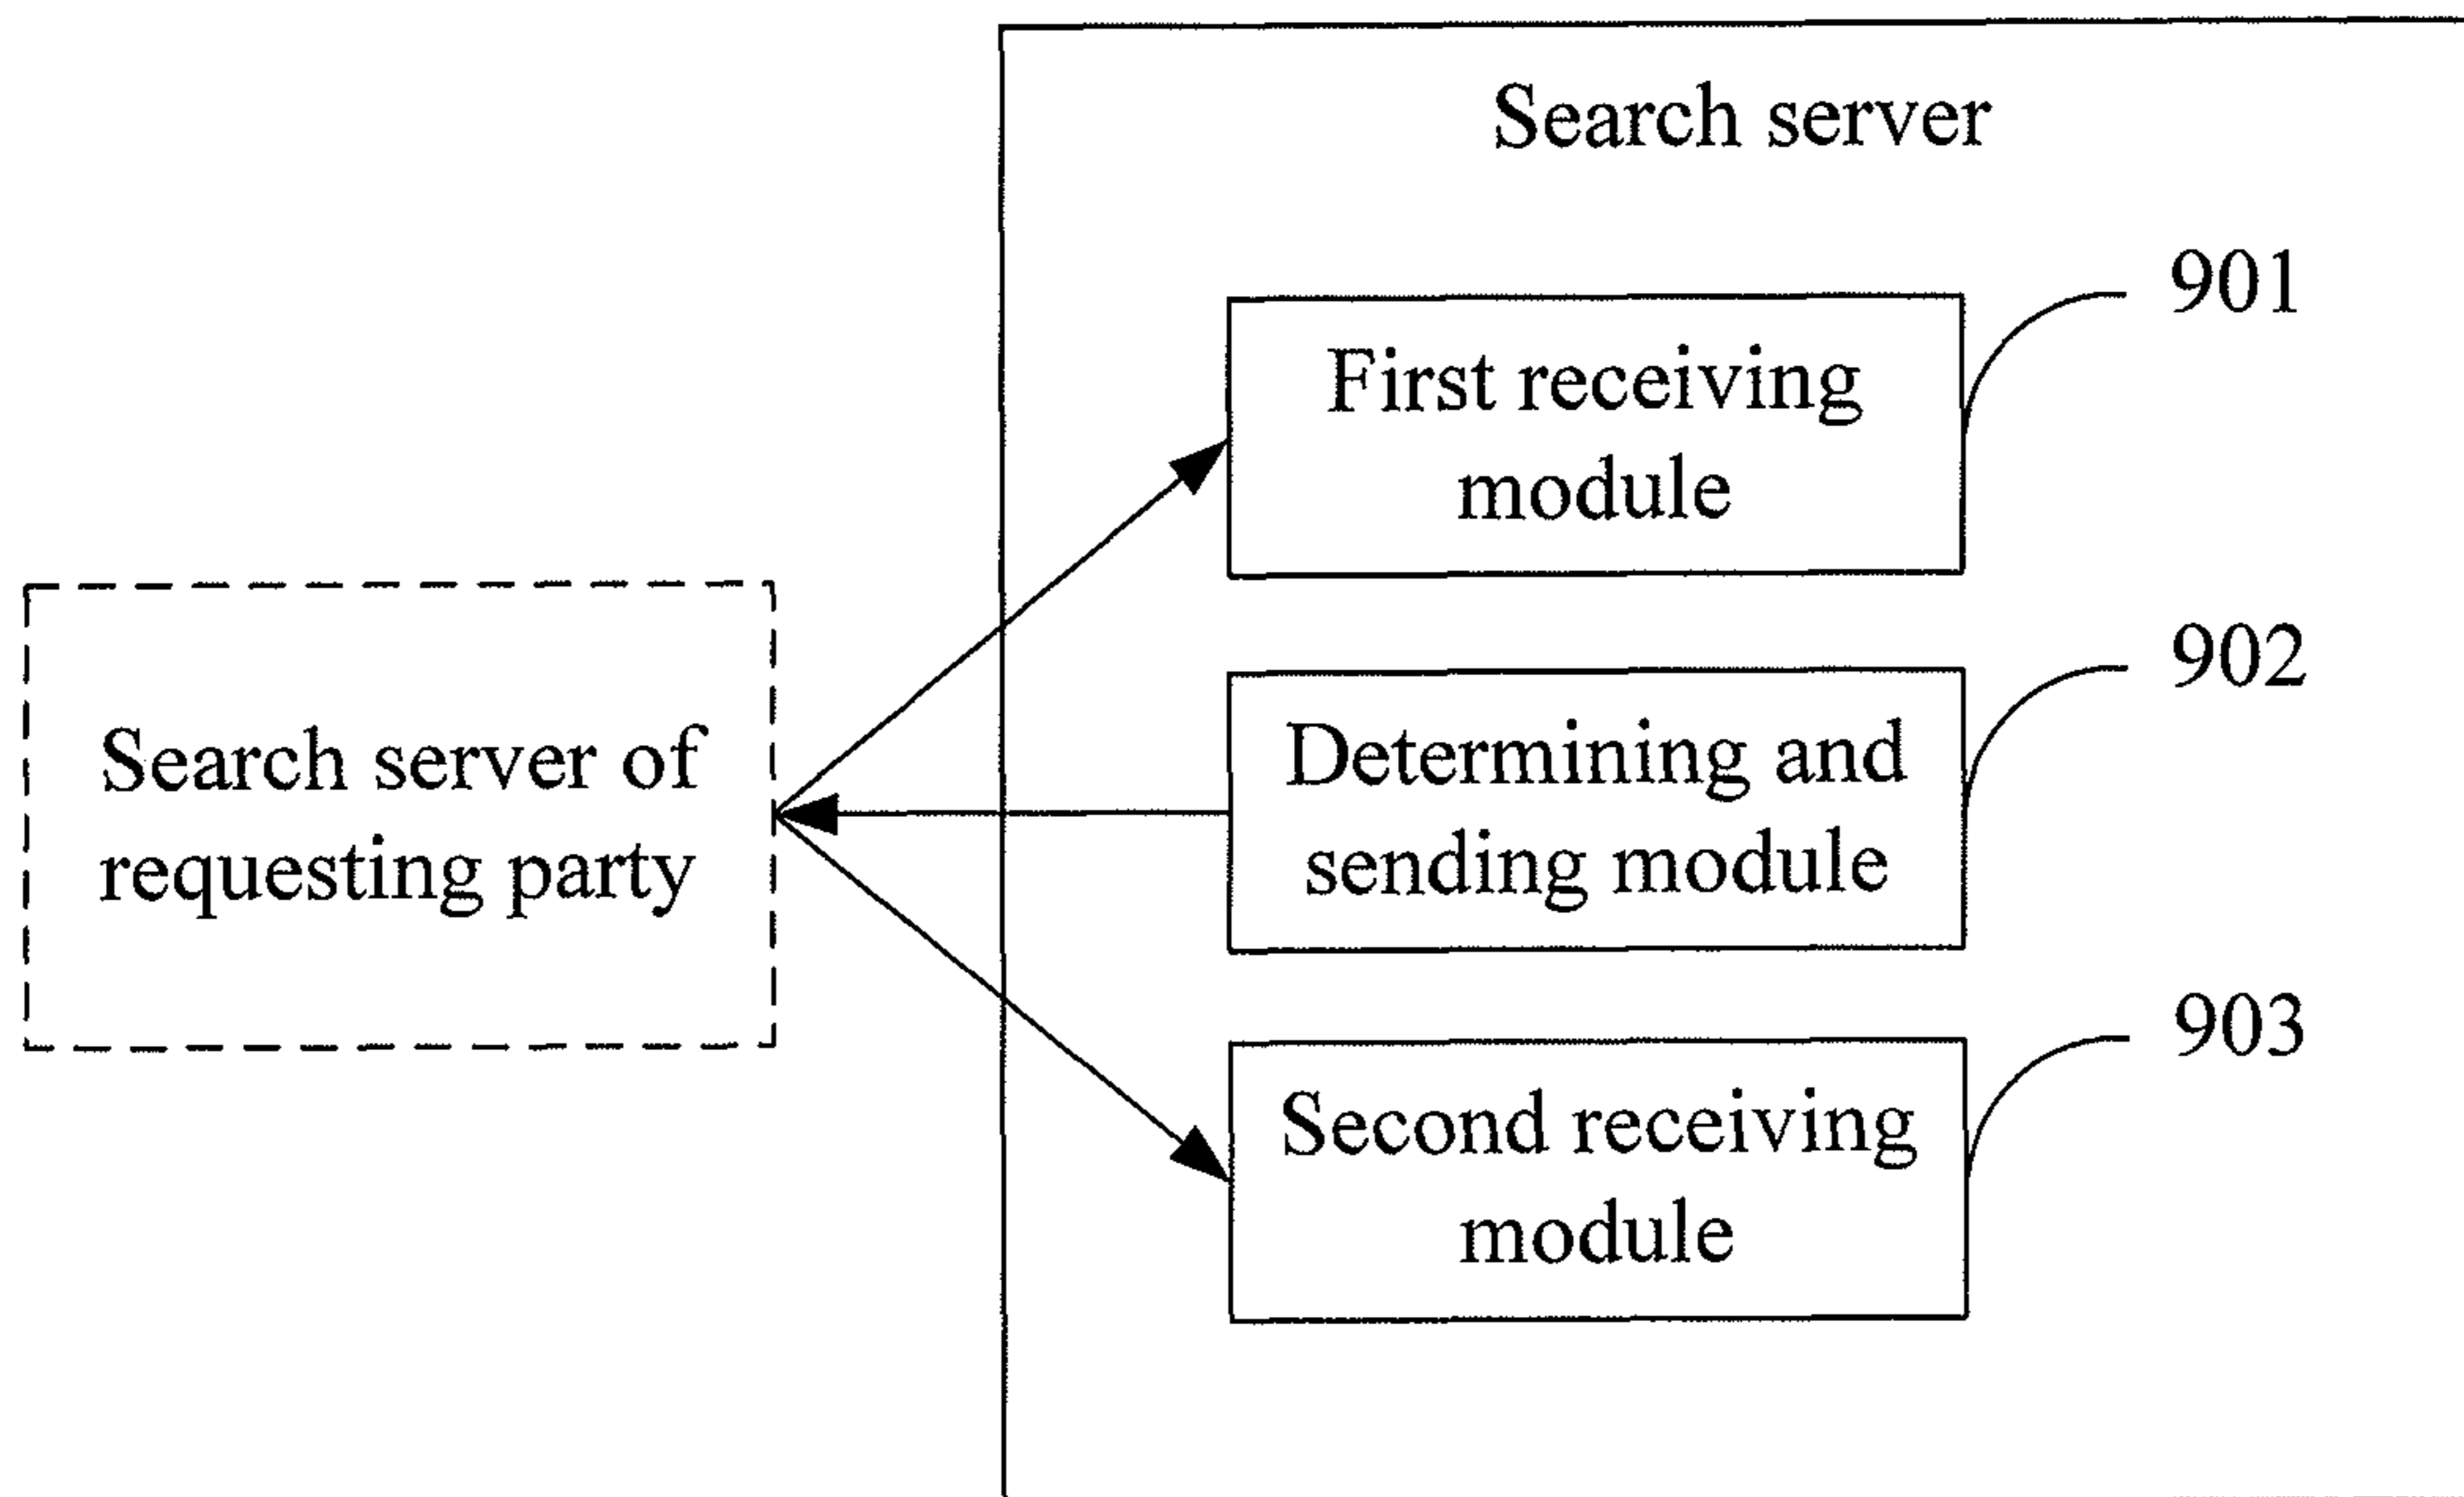 Search server
901
First receiving
module
902
Determining and
sending module
Search server of
requesting party
903
Second receiving
module